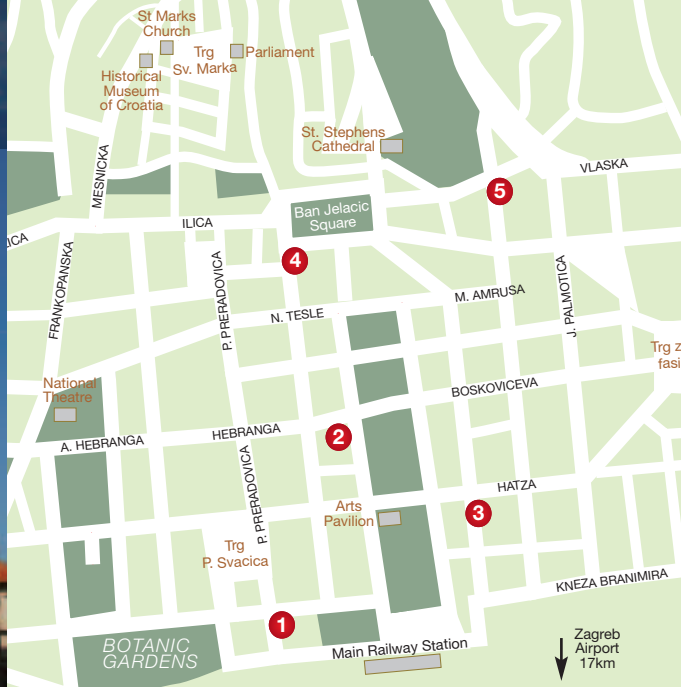 St Marks
Church
Trg
Sv. Marka
Parliament
Historical
Museum
of Croatia
St. Stephens
Cathedral
MESNICKA
VLASKA
5
Ban Jelacic
Square
ILICA
ICA
4
FRANKOPANSKA
P. PRERADOVICA
J. PALMOTICA
M. AMRUSA
N. TESLE
Trg z
fasi
National
Theatre
BOSKOVICEVA
HEBRANGA
A. HEBRANGA
2
P. PRERADOVICA
HATZA
Arts
Pavilion
3
Trg
P. Svacica
KNEZA BRANIMIRA
1
BOTANIC
GARDENS
Main Railway Station
Zagreb
Airport
17km